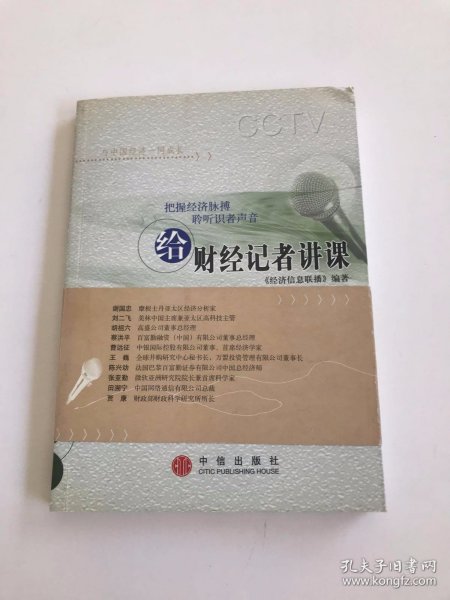 CCTV
与中国经济一同成长
把握经济脉搏
聆听识者声音
给财经记者讲课
《经济信息联播》编著
谢国忠 摩根士丹亚太区经济分析家
刘二飞 美林中国主席兼亚太区高科技主管
胡祖六 高盛公司董事总经理
蔡洪平 百富勤融资（中国）有限公司董事总经理
曹远征 中银国际控股有限公司董事、首席经济学家
王巍 全球并购研究中心秘书长，万盟投资管理有限公司董事长
陈兴动 法国巴黎百富勤证券有限公司中国总经济师
张亚勤 微软亚洲研究院院长兼首席科学家
田溯宁 中国网络通信有限公司总裁
贾康 财政部财政科学研究所所长
中信出版社
CITIC PUBLISHING HOUSE
孔夫子旧书网
www.kongfz.com